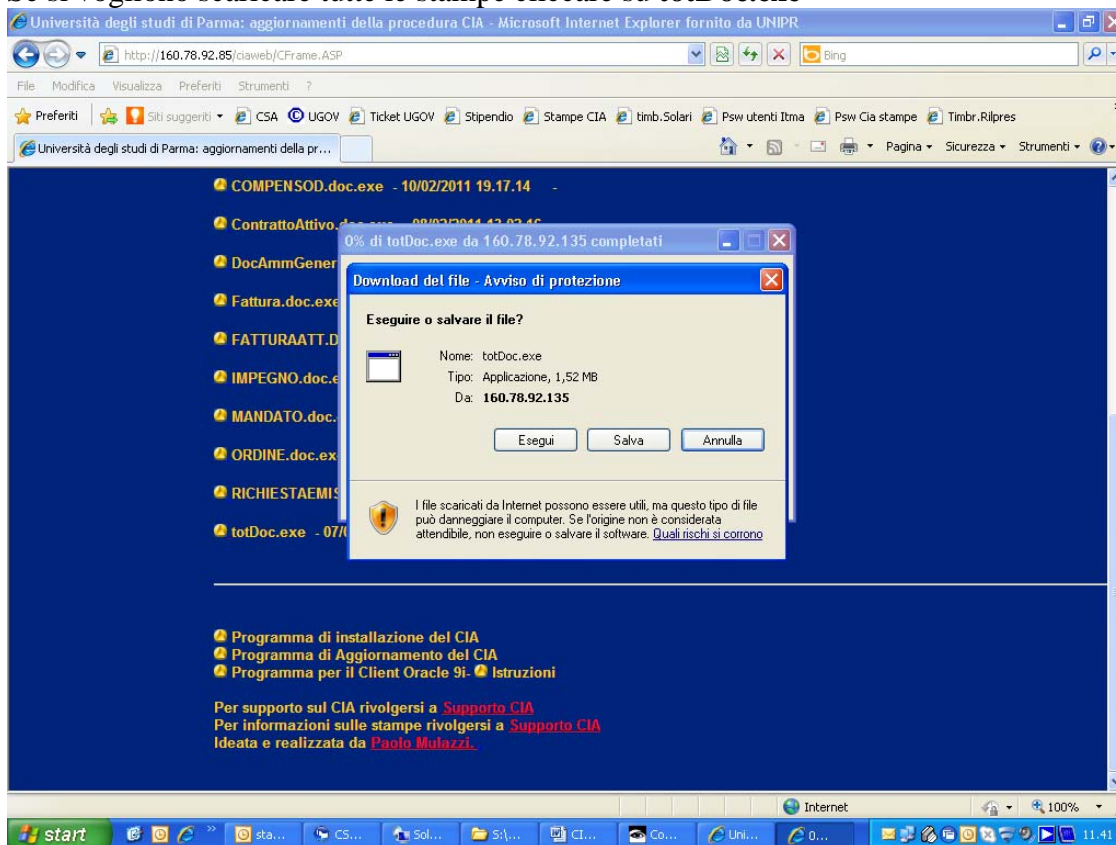 Se si vogliono scaricare tutte le stampe cliccare su totDoc.exe
Università degli studi di Parma: aggiornamenti della procedura CIA - Microsoft Internet Explorer fornito da UNIPR
http://160.78.92.85/ciaweb/CFrame.ASP
Bing
File Modifica Visualizza Preferiti Strumenti ?
Preferiti Siti suggeriti CSA UGOV Ticket UGOV Stipendio Stampe CIA timb.Solari Psw utenti Itma Psw Cia stampe Timbr.Rilpres
Università degli studi di Parma: aggiornamenti della pr...
Pagina Sicurezza Strumenti
COMPENSOD.doc.exe - 10/02/2011 19.17.14 -
ContrattoAttivo.
0% di totDoc.exe da 160.78.92.135 completati
DocAmmGener
Download del file - Avviso di protezione
Fattura.doc.exe
Eseguire o salvare il file?
FATTURAATT.D
Nome: totDoc.exe
Tipo: Applicazione, 1,52 MB
IMPEGNO.doc.e
Da: 160.78.92.135
MANDATO.doc.
Esegui Salva Annulla
ORDINE.doc.ex
RICHIESTAEMIS
I file scaricati da Internet possono essere utili, ma questo tipo di file
può danneggiare il computer. Se l'origine non è considerata
attendibile, non eseguire o salvare il software. Quali rischi si corrono
totDoc.exe - 07/0
Programma di installazione del CIA
Programma di Aggiornamento del CIA
Programma per il Client Oracle 9i- Istruzioni
Per supporto sul CIA rivolgersi a Supporto CIA
Per informazioni sulle stampe rivolgersi a Supporto CIA
Ideata e realizzata da Paolo Mulazzi.
Internet 100%
start sta... CS... Sol... S:\... CI... Co... Uni... 0... 11.41